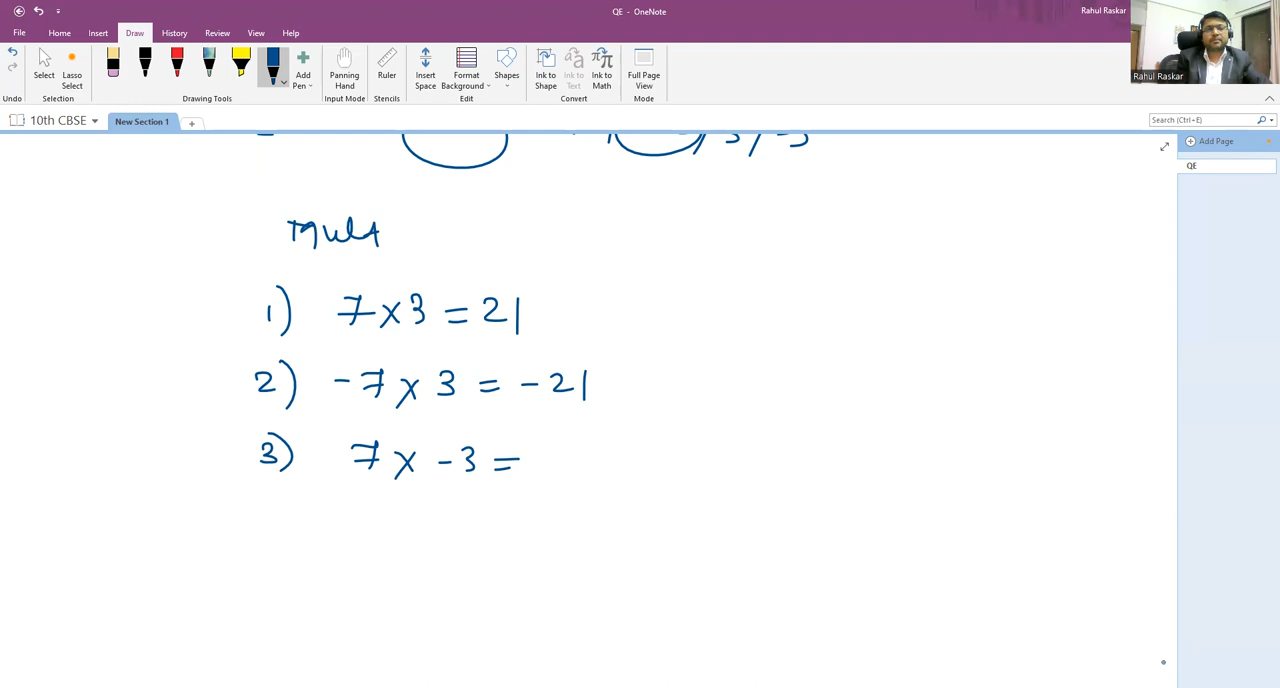 QE - OneNote
Rahul Raskar
File Home Insert Draw History Review View Help
Undo
Select
Lasso Select
Selection
Drawing Tools
Add Pen
Panning Hand
Input Mode
Ruler
Stencils
Insert Space
Format Background
Shapes
Edit
Ink to Shape
Ink to Text
Ink to Math
Convert
Full Page View
Mode
Rahul Raskar
10th CBSE
New Section 1
Search (Ctrl+E)
Add Page
QE
Mult
1) 7 × 3 = 21
2) -7 × 3 = -21
3) 7 × -3 =